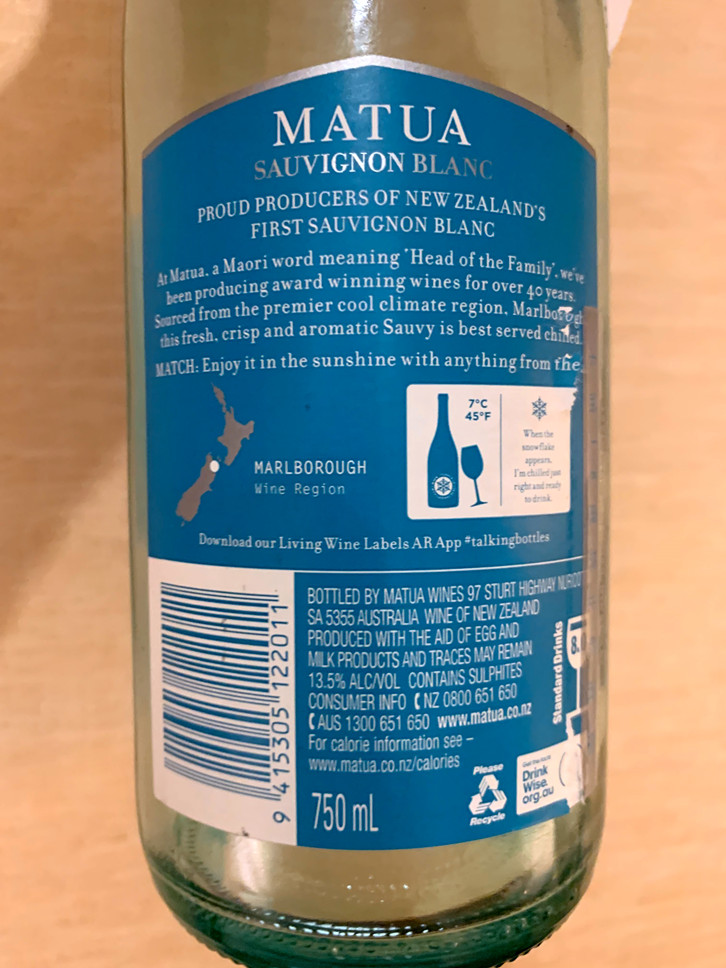 MATUA
SAUVIGNON BLANC
PROUD PRODUCERS OF NEW ZEALAND'S
FIRST SAUVIGNON BLANC
At Matua, a Maori word meaning 'Head of the Family', we've
been producing award winning wines for over 40 years.
Sourced from the premier cool climate region, Marlborough
this fresh, crisp and aromatic Sauvy is best served chilled.
MATCH: Enjoy it in the sunshine with anything from the
7°C
45°F
When the
snowflake
appears,
I'm chilled just
right and ready
to drink.
MARLBOROUGH
Wine Region
Download our Living Wine Labels AR App #talkingbottles
BOTTLED BY MATUA WINES 97 STURT HIGHWAY
SA 5355 AUSTRALIA WINE OF NEW ZEALAND
PRODUCED WITH THE AID OF EGG AND
MILK PRODUCTS AND TRACES MAY REMAIN
13.5% ALC/VOL CONTAINS SULPHITES
CONSUMER INFO NZ 0800 651 650
AUS 1300 651 650 www.matua.co.nz
For calorie information see –
www.matua.co.nz/calories
750 mL
9 415305 122011
Standard Drinks
Please
Recycle
Get the facts
Drink
Wise.
org.au